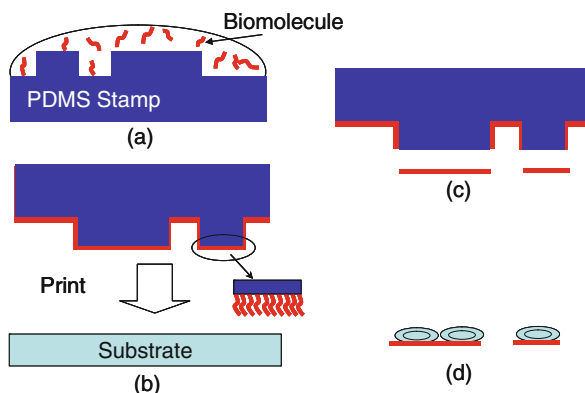 Biomolecule
PDMS Stamp
(a)
(c)
Print
Substrate
(b)
(d)